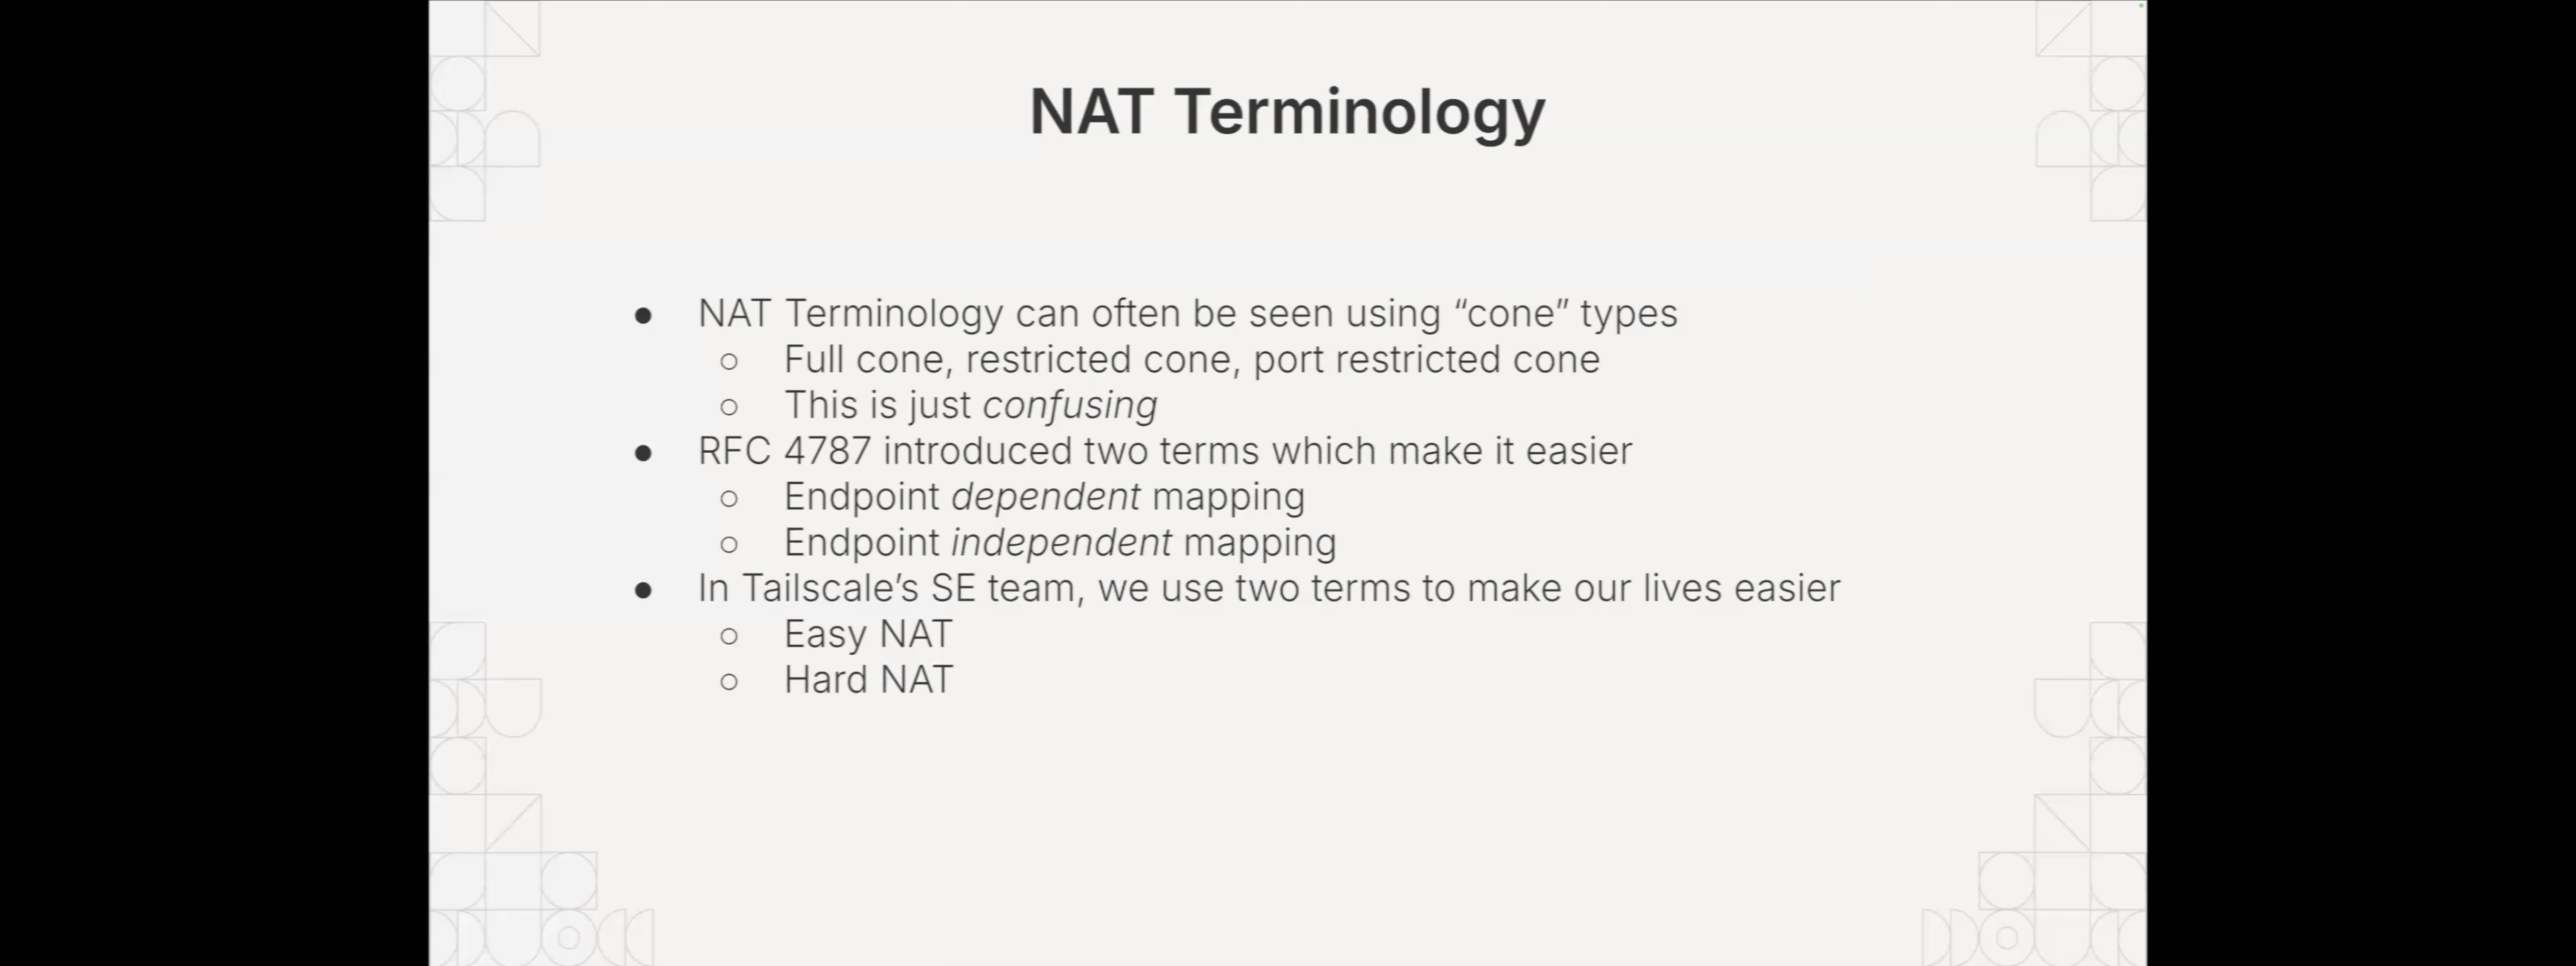 NAT Terminology
● NAT Terminology can often be seen using “cone” types
○ Full cone, restricted cone, port restricted cone
○ This is just confusing
● RFC 4787 introduced two terms which make it easier
○ Endpoint dependent mapping
○ Endpoint independent mapping
● In Tailscale’s SE team, we use two terms to make our lives easier
○ Easy NAT
○ Hard NAT